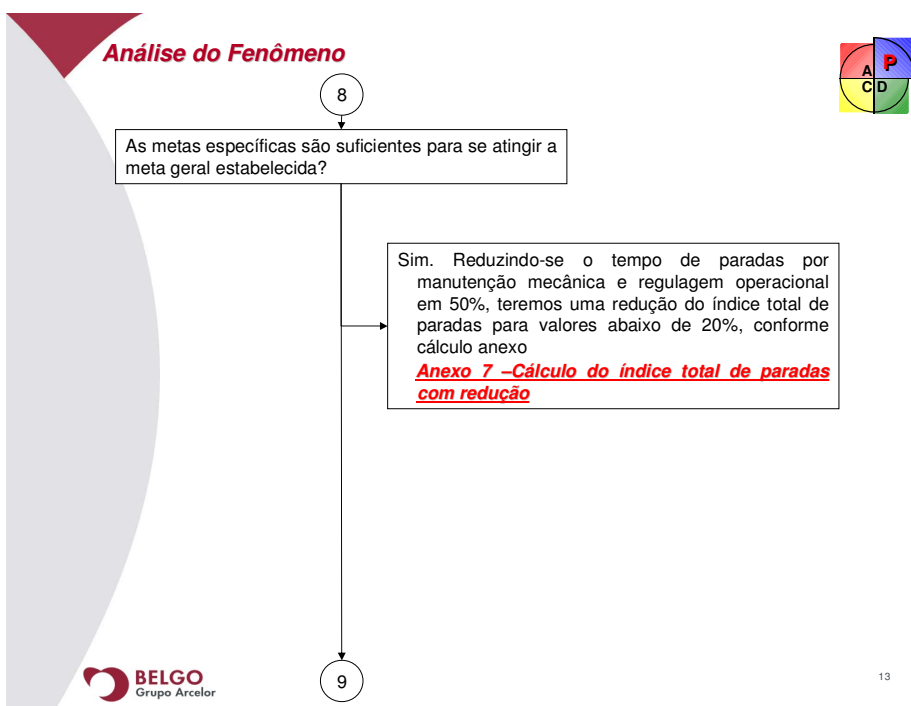 Análise do Fenômeno
A P
C D
8
As metas específicas são suficientes para se atingir a
meta geral estabelecida?
Sim. Reduzindo-se o tempo de paradas por
manutenção mecânica e regulagem operacional
em 50%, teremos uma redução do índice total de
paradas para valores abaixo de 20%, conforme
cálculo anexo
Anexo 7 –Cálculo do índice total de paradas
com redução
9
BELGO
Grupo Arcelor
13